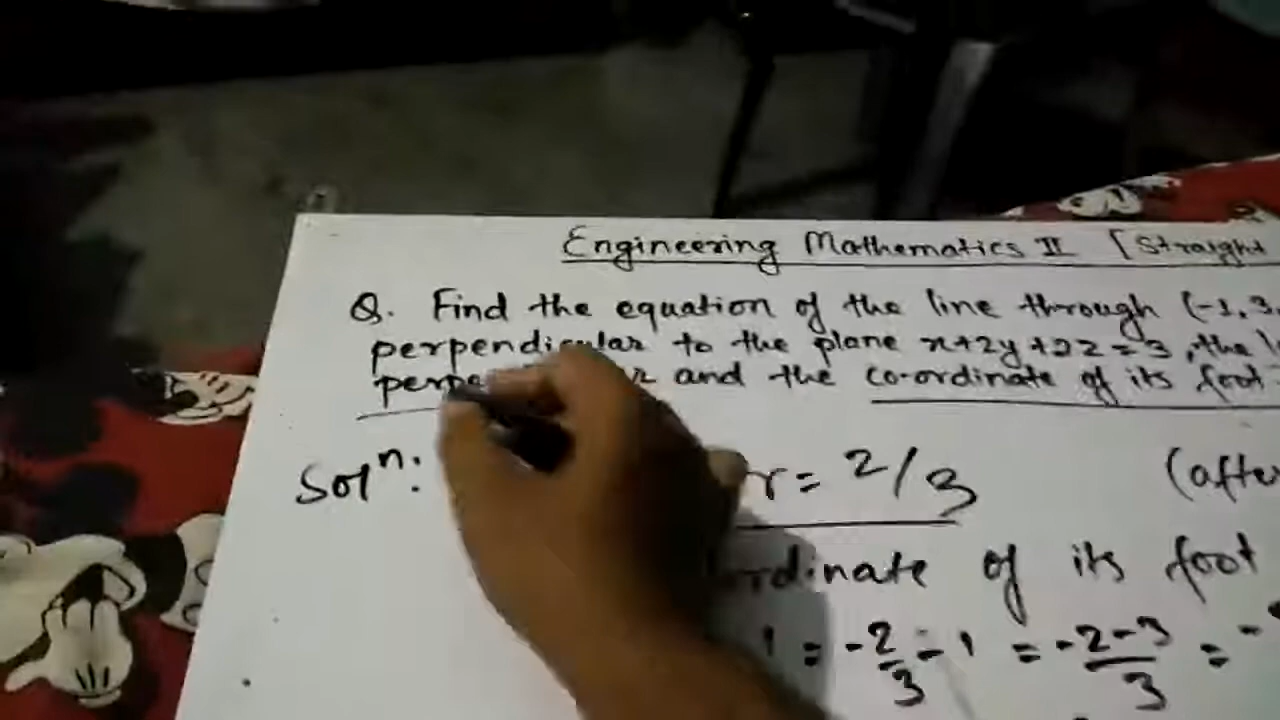 Engineering Mathematics II [Straight
Q. Find the equation of the line through (-1, 3,
perpendicular to the plane x+2y+2z=3, the
and the co-ordinate of its foot
Solⁿ: r = 2/3 (after
of its foot
1 = -2/3 - 1 = -2-3/3 = -